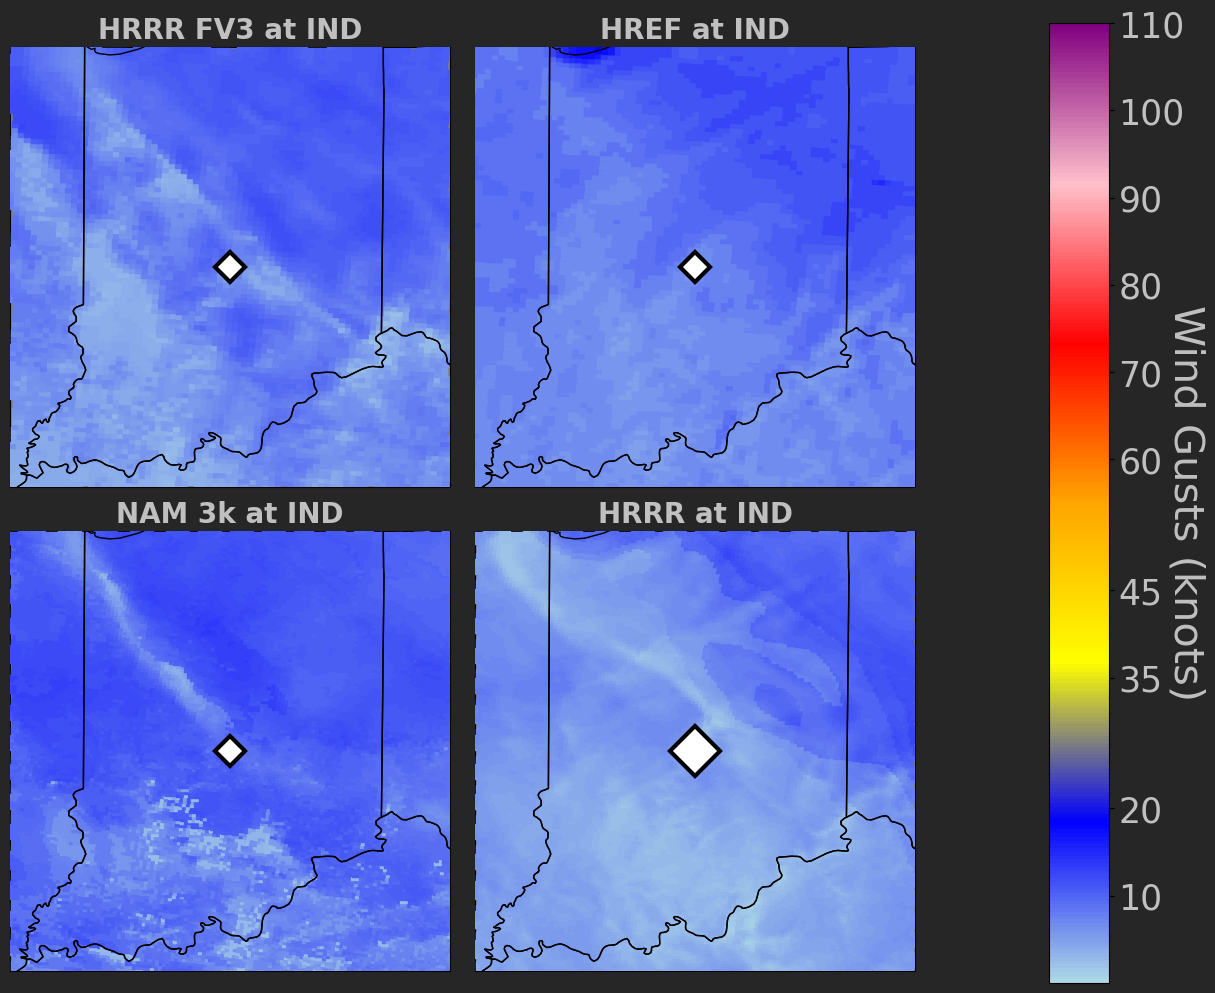 HRRR FV3 at IND
HREF at IND
NAM 3k at IND
HRRR at IND
110
100
90
80
70
60
45
35
20
10
Wind Gusts (knots)